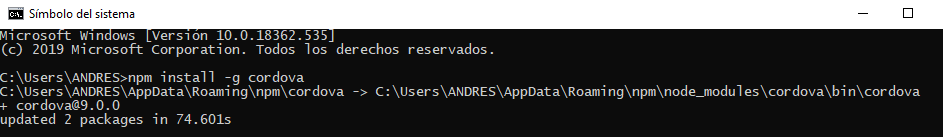 Símbolo del sistema
Microsoft Windows [Versión 10.0.18362.535]
(c) 2019 Microsoft Corporation. Todos los derechos reservados.
C:\Users\ANDRES>npm install -g cordova
C:\Users\ANDRES\AppData\Roaming\npm\cordova -> C:\Users\ANDRES\AppData\Roaming\npm\node_modules\cordova\bin\cordova
+ cordova@9.0.0
updated 2 packages in 74.601s